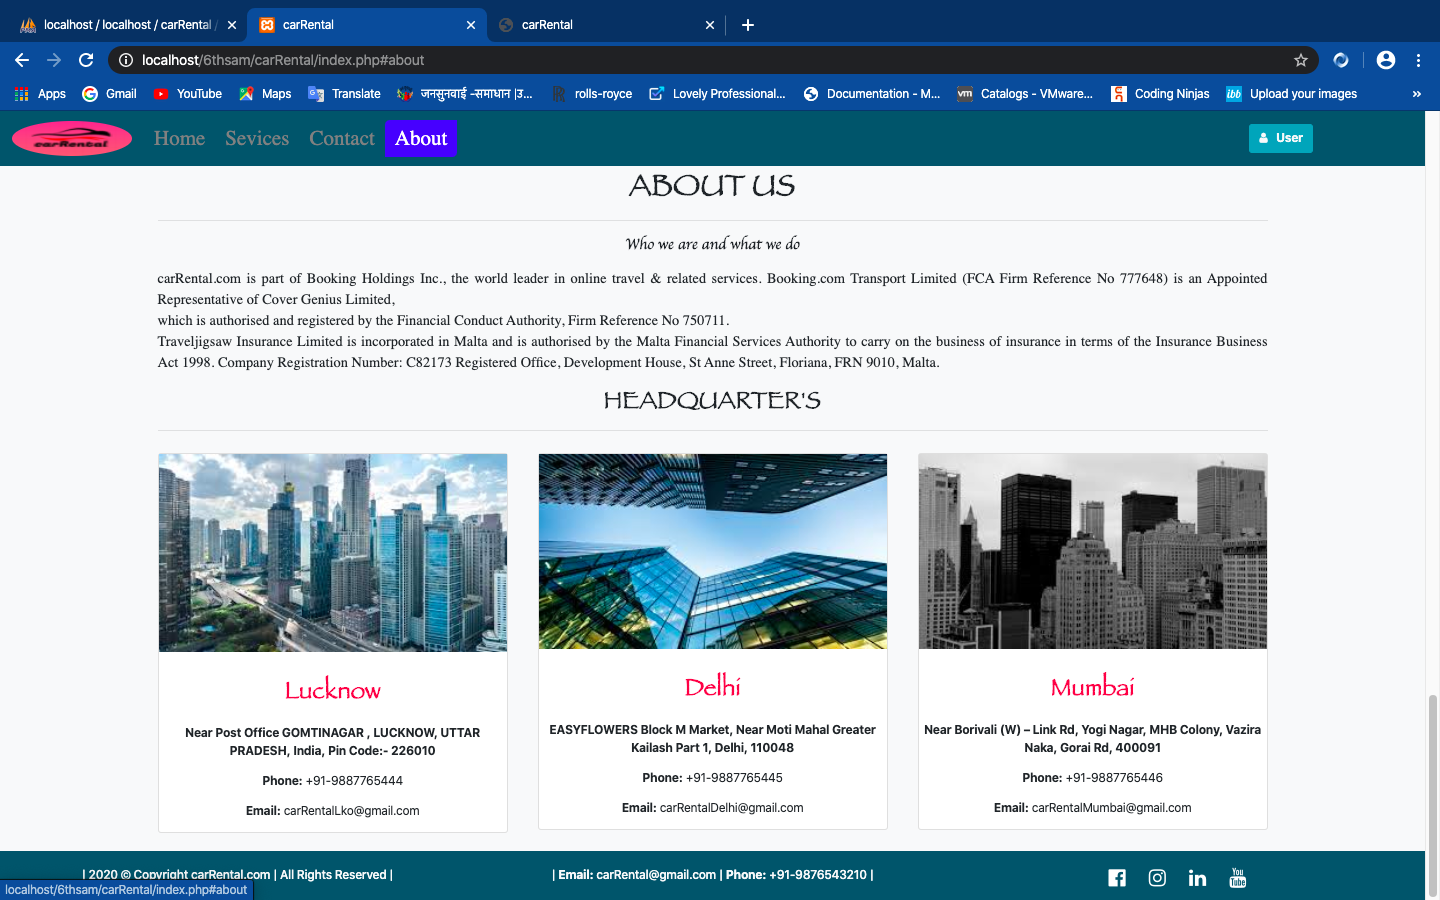 localhost / localhost / carRental /
carRental
carRental
localhost/6thsam/carRental/index.php#about
Apps Gmail YouTube Maps Translate जनसुनवाई -समाधान |उ... rolls-royce Lovely Professional... Documentation - M... Catalogs - VMware... Coding Ninjas Upload your images »
carRental Home Sevices Contact About User
ABOUT US
Who we are and what we do
carRental.com is part of Booking Holdings Inc., the world leader in online travel & related services. Booking.com Transport Limited (FCA Firm Reference No 777648) is an Appointed
Representative of Cover Genius Limited,
which is authorised and registered by the Financial Conduct Authority, Firm Reference No 750711.
Traveljigsaw Insurance Limited is incorporated in Malta and is authorised by the Malta Financial Services Authority to carry on the business of insurance in terms of the Insurance Business
Act 1998. Company Registration Number: C82173 Registered Office, Development House, St Anne Street, Floriana, FRN 9010, Malta.
HEADQUARTER'S
Lucknow
Near Post Office GOMTINAGAR , LUCKNOW, UTTAR
PRADESH, India, Pin Code:- 226010
Phone: +91-9887765444
Email: carRentalLko@gmail.com
Delhi
EASYFLOWERS Block M Market, Near Moti Mahal Greater
Kailash Part 1, Delhi, 110048
Phone: +91-9887765445
Email: carRentalDelhi@gmail.com
Mumbai
Near Borivali (W) – Link Rd, Yogi Nagar, MHB Colony, Vazira
Naka, Gorai Rd, 400091
Phone: +91-9887765446
Email: carRentalMumbai@gmail.com
| 2020 © Copyright carRental.com | All Rights Reserved |
| Email: carRental@gmail.com | Phone: +91-9876543210 |
You
Tube
localhost/6thsam/carRental/index.php#about